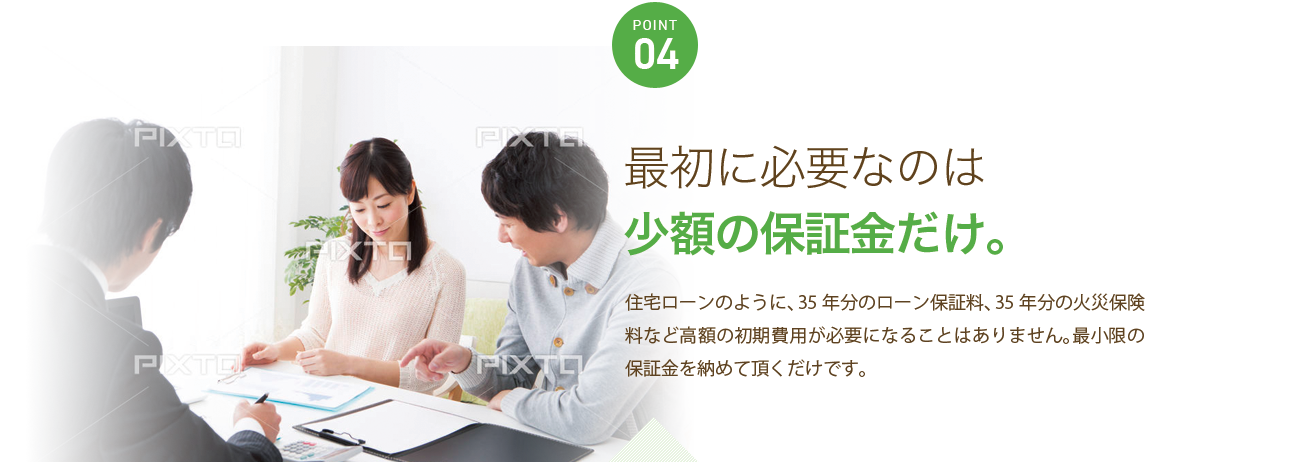 POINT
04
最初に必要なのは
少額の保証金だけ。
住宅ローンのように、35 年分のローン保証料、35 年分の火災保険
料など高額の初期費用が必要になることはありません。最小限の
保証金を納めて頂くだけです。
PIXTA
PIXTA
PIXTA
PIXTA
PIXTA